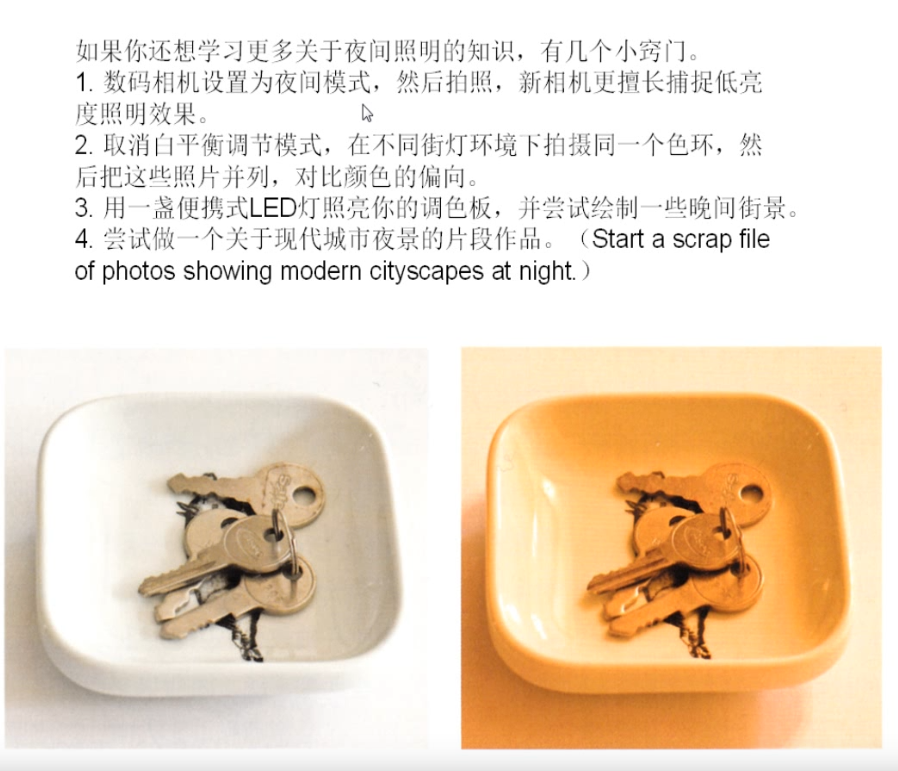 如果你还想学习更多关于夜间照明的知识，有几个小窍门。
1. 数码相机设置为夜间模式，然后拍照，新相机更擅长捕捉低亮
度照明效果。
2. 取消白平衡调节模式，在不同街灯环境下拍摄同一个色环，然
后把这些照片并列，对比颜色的偏向。
3. 用一盏便携式LED灯照亮你的调色板，并尝试绘制一些晚间街景。
4. 尝试做一个关于现代城市夜景的片段作品。（Start a scrap file
of photos showing modern cityscapes at night.）